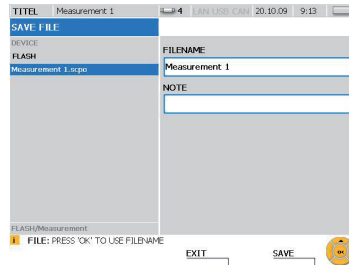 TITEL Measurement 1 4 LAN USB CAN 20.10.09 9:13
SAVE FILE
DEVICE
FLASH
Measurement 1.scpo
FILENAME
Measurement 1
NOTE
FLASH/Measurement
i FILE: PRESS 'OK' TO USE FILENAME
EXIT SAVE
OK